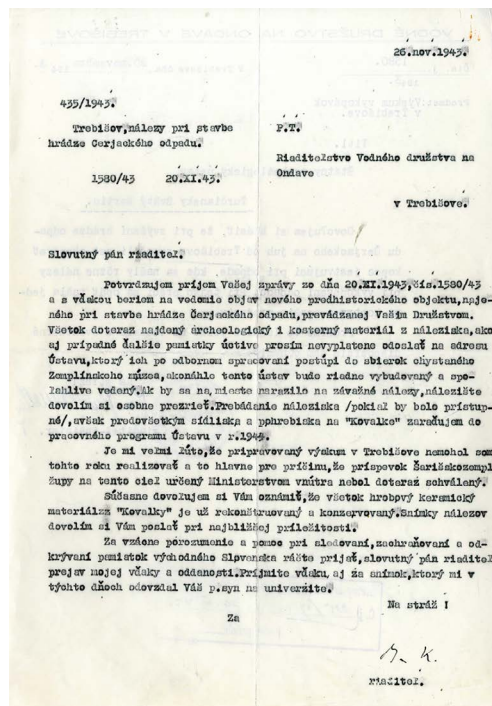 26.nov.1943.
435/1943.
Trebišov,nálezy pri stavbe
hrádze Čerjackého odpadu.
1580/43 20.XI.43.
P.T.
Riaditelstvo Vodného družstva na
Ondave
v Trebišove.
Slovutný pán riaditeľ.
Potvrdzujem príjem Vašej zprávy zo dňa 20.XI.1943,čís.1580/43
a s vďakou beriem na vedomie objav nového predhistorického objektu,naje-
ného pri stavbe hrádze Čerjackého odpadu,prevádzanej Vaším Družstvom.
Všetok doteraz najdený archeologický i kosterný materiál z náleziska,ako
aj prípadné ďalšie pamiatky úctive prosím nevyplatene odoslať na adresu
Ústavu,ktorý ich po odbornom spracovaní postúpi do sbierok chystaného
Zemplínskeho múzea,akonáhle tento ústav bude riadne vybudovaný a spo-
ľahlive vedený.Ak by sa na mieste narazilo na závažné nálezy,nálezište
dovolím si osobne prezrieť.Prebádanie náleziska /pokiaľ by bolo prístup-
né/,avšak predovšetkým sídliska a pphrebiska na "Kovalke" zaraďujem do
pracovného programu Ústavu v r.1944.
Je mi veľmi ľúto,že pripravovaný výskum v Trebišove nemohol som
tohto roku realizovať a to hlavne pre príčinu,že príspevok Šarišskozempl
župy na tento cieľ určený Ministerstvom vnútra nebol doteraz schválený.
Súčasne dovoľujem si Vám oznámiť,že všetok hrobový keramický
materiálzz "Kovalky" je už rekonštruovaný a konzervovaný.Snímky nálezov
dovolím si Vám poslať pri najbližšej príležitosti.
Za vzácne porozumenie a pomoc pri sledovaní,zachraňovaní a od-
krývaní pamiatok východného Slovenska ráčte prijať,slovutný pán riaditeľ
prejav mojej vďaky a oddanosti.Prijmite vďaku,aj za snímok,ktorý mi v
týchto dňoch odovzdal Váš p.syn na univerzite.
Na stráž !
Za
K.
riaditeľ.